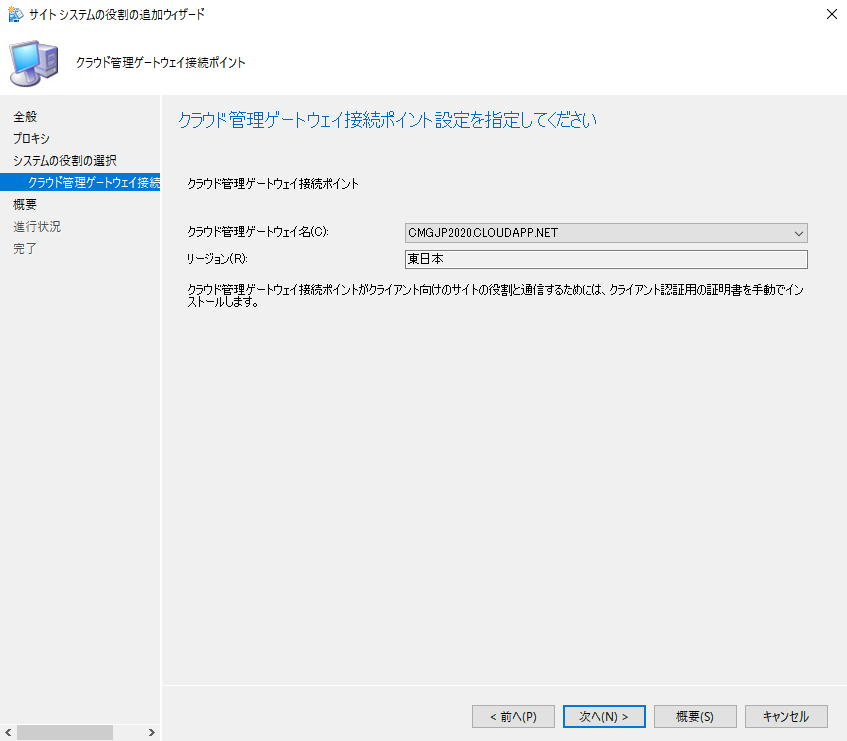 サイト システムの役割の追加ウィザード
クラウド管理ゲートウェイ接続ポイント
全般
プロキシ
システムの役割の選択
クラウド管理ゲートウェイ接続
概要
進行状況
完了
クラウド管理ゲートウェイ接続ポイント設定を指定してください
クラウド管理ゲートウェイ接続ポイント
クラウド管理ゲートウェイ名(C):
CMGJP2020.CLOUDAPP.NET
リージョン(R):
東日本
クラウド管理ゲートウェイ接続ポイントがクライアント向けのサイトの役割と通信するためには、クライアント認証用の証明書を手動でイン
ストールします。
< 前へ(P)
次へ(N) >
概要(S)
キャンセル